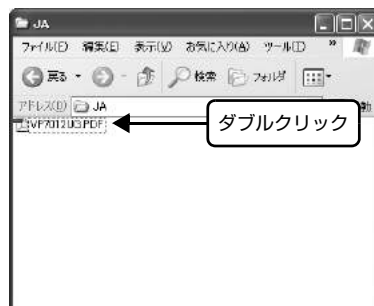 JA
ファイル(F) 編集(E) 表示(V) お気に入り(A) ツール(T) »
戻る 検索 フォルダ
アドレス(D) JA 動
VP7012UG.PDF
ダブルクリック